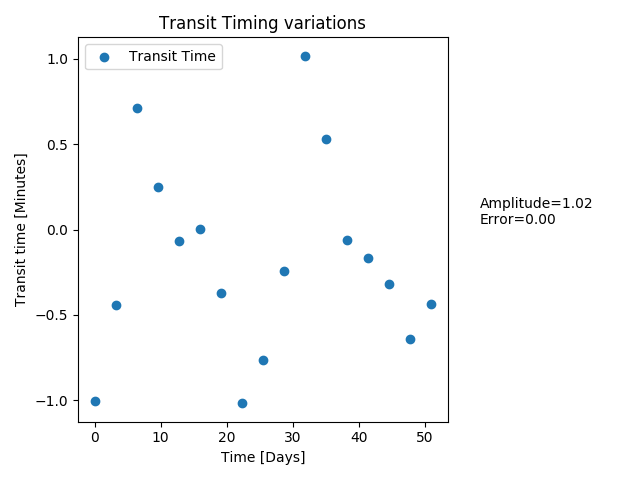 Transit Timing variations
Transit Time
1.0
0.5
0.0
−0.5
−1.0
Transit time [Minutes]
0 10 20 30 40 50
Time [Days]
Amplitude=1.02
Error=0.00